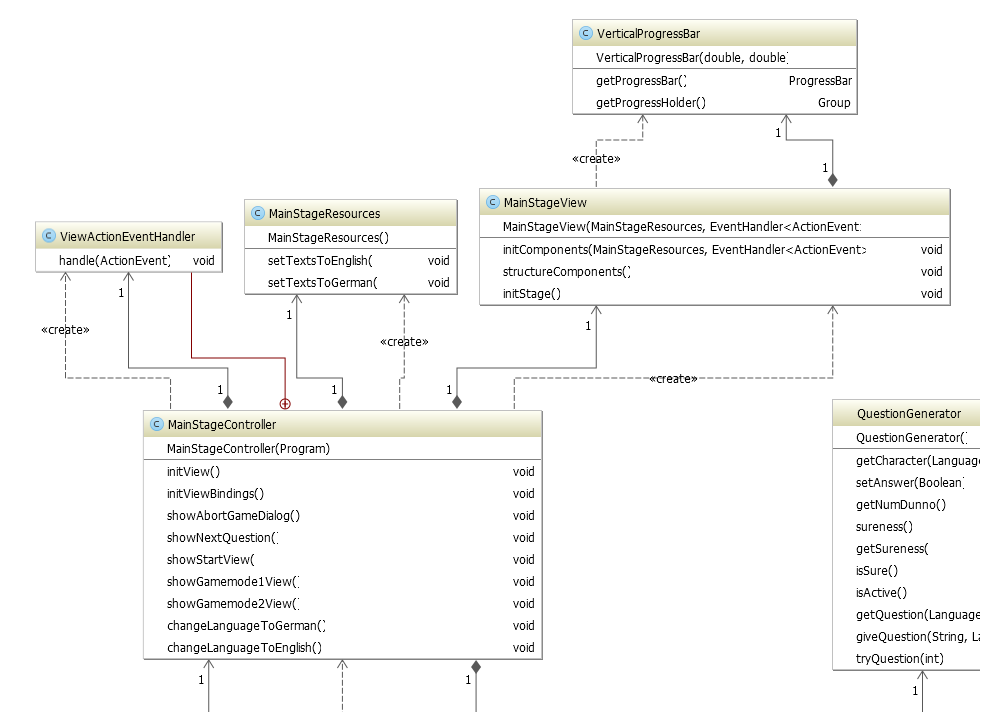 C VerticalProgressBar
VerticalProgressBar(double, double)
getProgressBar() ProgressBar
getProgressHolder() Group
1
«create»
1
C MainStageView
MainStageView(MainStageResources, EventHandler<ActionEvent
initComponents(MainStageResources, EventHandler<ActionEvent> void
structureComponents() void
initStage() void
C MainStageResources
MainStageResources()
setTextsToEnglish( void
setTextsToGerman( void
C ViewActionEventHandler
handle(ActionEvent) void
1
1
1
«create»
«create»
«create»
1
1
1
C MainStageController
MainStageController(Program)
initView() void
initViewBindings() void
showAbortGameDialog() void
showNextQuestion() void
showStartView( void
showGamemode1View() void
showGamemode2View() void
changeLanguageToGerman() void
changeLanguageToEnglish() void
1
1
QuestionGenerator
QuestionGenerator()
getCharacter(Language
setAnswer(Boolean)
getNumDunno()
sureness()
getSureness(
isSure()
isActive()
getQuestion(Language
giveQuestion(String, La
tryQuestion(int)
1